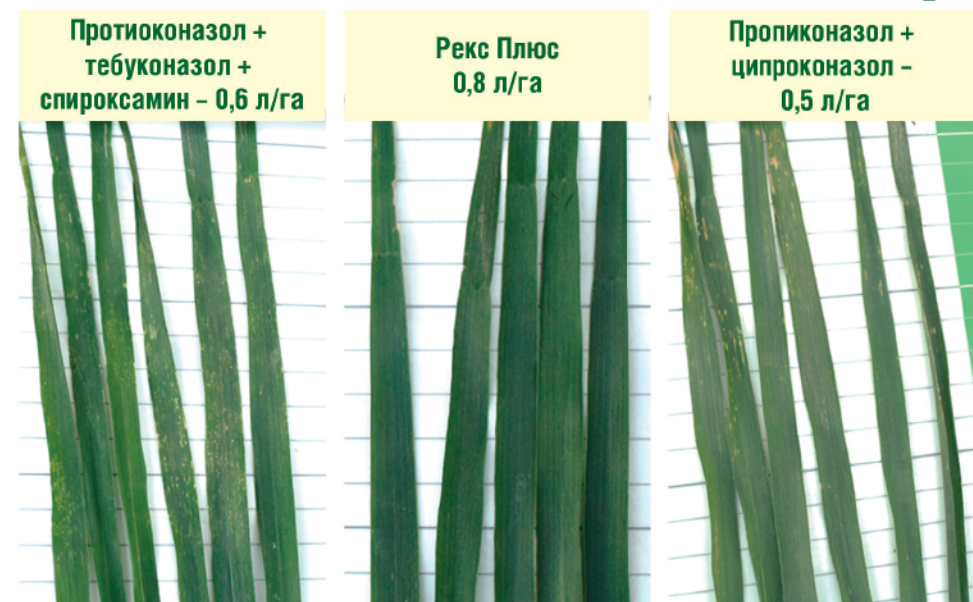 Протиоконазол +
тебуконазол +
спироксамин – 0,6 л/га
Рекс Плюс
0,8 л/га
Пропиконазол +
ципроконазол –
0,5 л/га